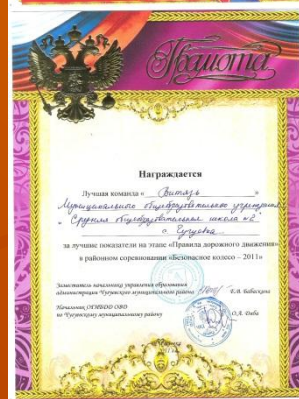 Грамота
Награждается
Лучшая команда « Витязь »
Муниципального общеобразовательного учреждения
" Средняя общеобразовательная школа №2"
с. Чугуевка
за лучшие показатели на этапе «Правила дорожного движения»
в районном соревновании «Безопасное колесо – 2011»
Заместитель начальника управления образования
администрации Чугуевского муниципального района Е.В.
Начальник ОГИБДД ОВД
по Чугуевскому муниципальному району О.А.